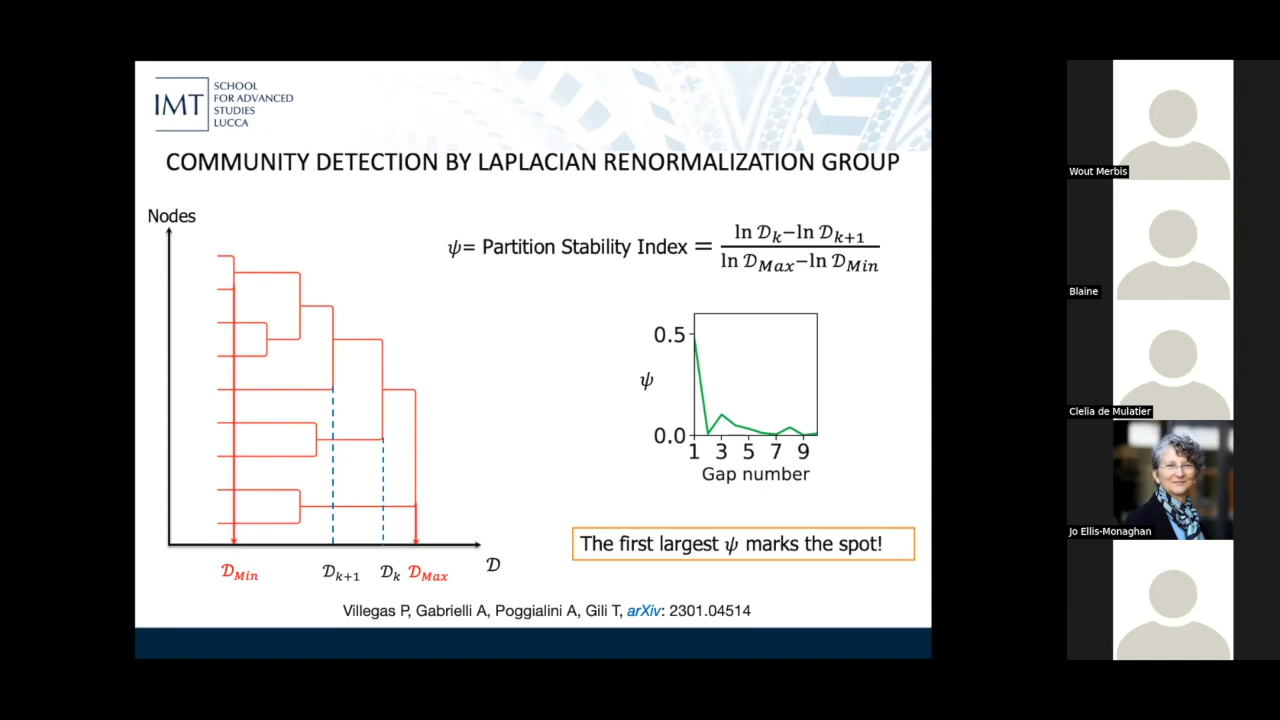 IMT
SCHOOL
FOR ADVANCED
STUDIES
LUCCA
COMMUNITY DETECTION BY LAPLACIAN RENORMALIZATION GROUP
Nodes
ψ= Partition Stability Index = (ln 𝒟k−ln 𝒟k+1)/(ln 𝒟Max−ln 𝒟Min)
0.5
ψ
0.0
1 3 5 7 9
Gap number
The first largest ψ marks the spot!
𝒟Min 𝒟k+1 𝒟k 𝒟Max 𝒟
Villegas P, Gabrielli A, Poggialini A, Gili T, arXiv: 2301.04514
Wout Merbis
Blaine
Clelia de Mulatier
Jo Ellis-Monaghan